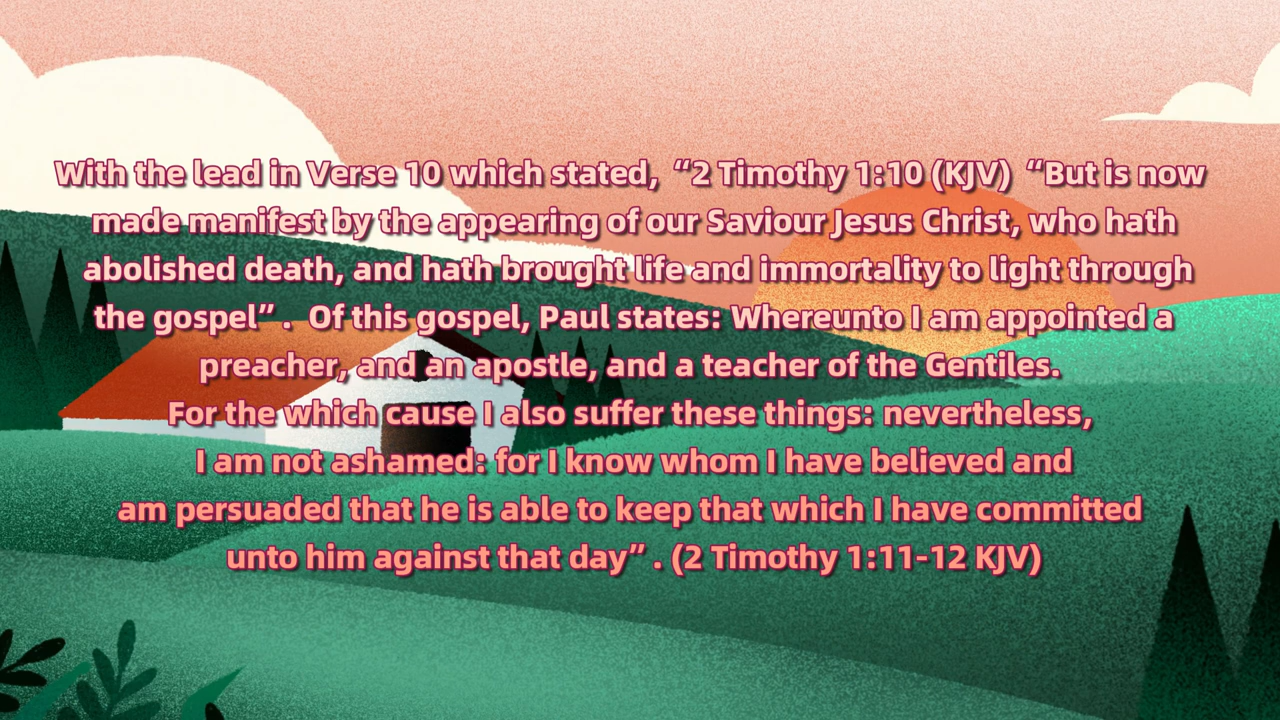 With the lead in Verse 10 which stated, “2 Timothy 1:10 (KJV) “But is now
made manifest by the appearing of our Saviour Jesus Christ, who hath
abolished death, and hath brought life and immortality to light through
the gospel” . Of this gospel, Paul states: Whereunto I am appointed a
preacher, and an apostle, and a teacher of the Gentiles.
For the which cause I also suffer these things: nevertheless,
I am not ashamed: for I know whom I have believed and
am persuaded that he is able to keep that which I have committed
unto him against that day” . (2 Timothy 1:11-12 KJV)